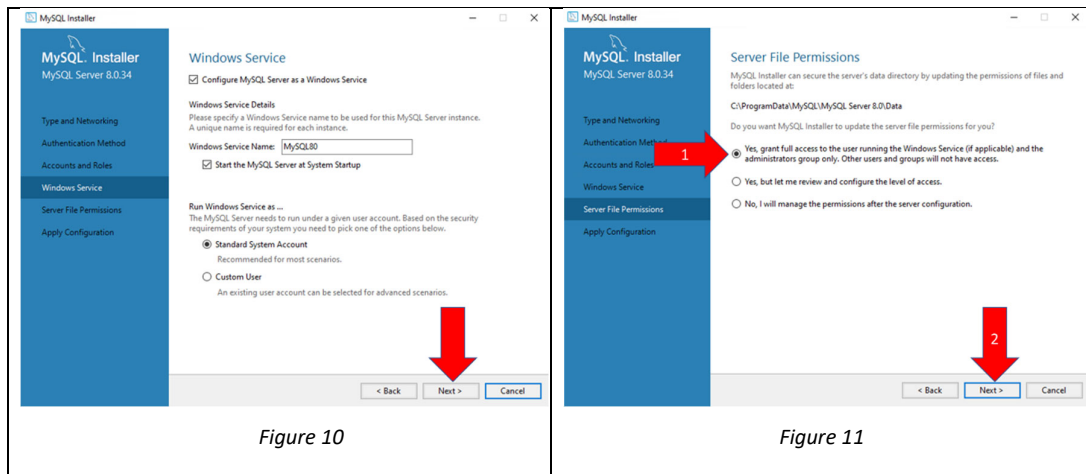 MySQL Installer
MySQL. Installer
MySQL Server 8.0.34
Type and Networking
Authentication Method
Accounts and Roles
Windows Service
Server File Permissions
Apply Configuration
Windows Service
Configure MySQL Server as a Windows Service
Windows Service Details
Please specify a Windows Service name to be used for this MySQL Server instance.
A unique name is required for each instance.
Windows Service Name: MySQL80
Start the MySQL Server at System Startup
Run Windows Service as ...
The MySQL Server needs to run under a given user account. Based on the security
requirements of your system you need to pick one of the options below.
Standard System Account
Recommended for most scenarios.
Custom User
An existing user account can be selected for advanced scenarios.
< Back Next > Cancel
Figure 10
MySQL Installer
MySQL. Installer
MySQL Server 8.0.34
Type and Networking
Authentication Method
Accounts and Roles
Windows Service
Server File Permissions
Apply Configuration
Server File Permissions
MySQL Installer can secure the server's data directory by updating the permissions of files and
folders located at:
C:\ProgramData\MySQL\MySQL Server 8.0\Data
Do you want MySQL Installer to update the server file permissions for you?
1
Yes, grant full access to the user running the Windows Service (if applicable) and the
administrators group only. Other users and groups will not have access.
Yes, but let me review and configure the level of access.
No, I will manage the permissions after the server configuration.
2
< Back Next > Cancel
Figure 11